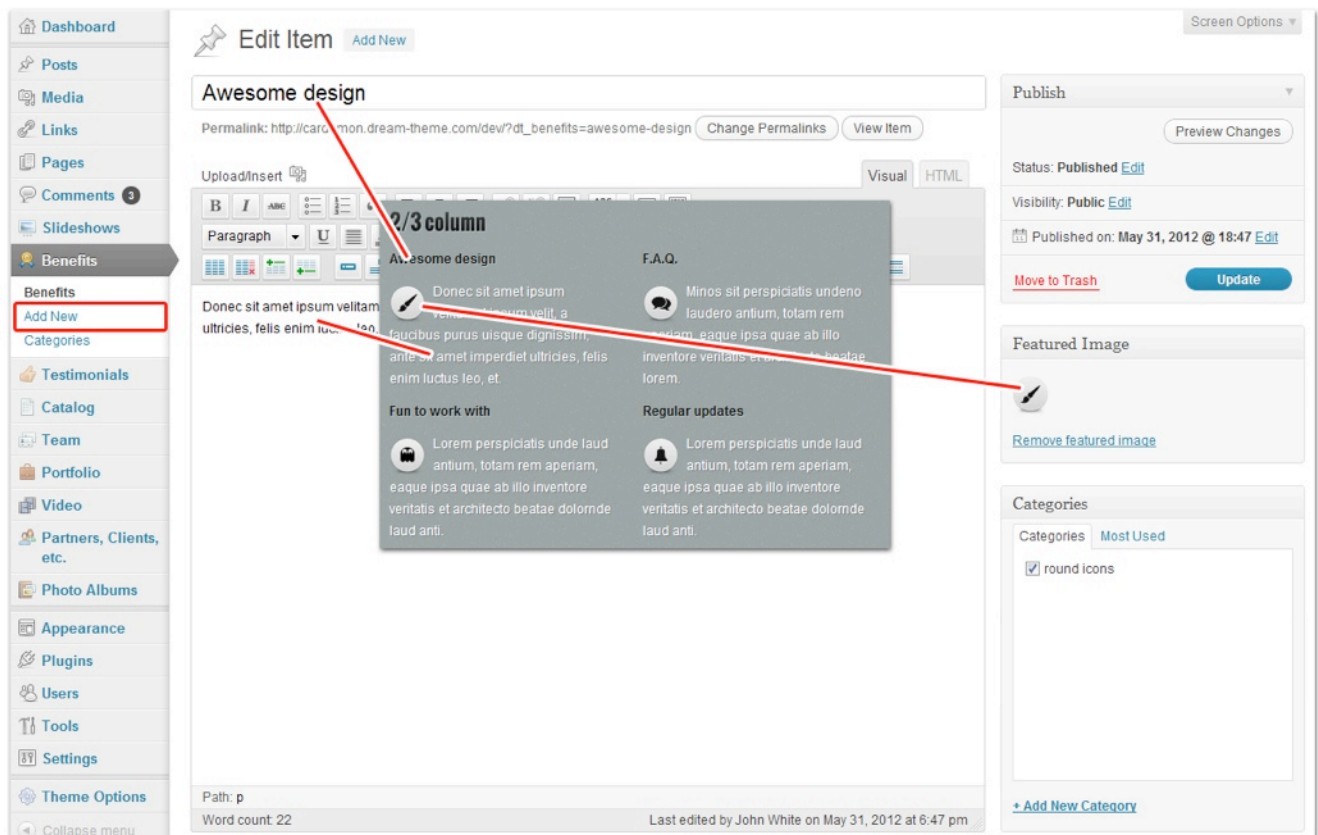 Screen Options
Dashboard
Posts
Media
Links
Pages
Comments 3
Slideshows
Benefits
Benefits
Add New
Categories
Testimonials
Catalog
Team
Portfolio
Video
Partners, Clients,
etc.
Photo Albums
Appearance
Plugins
Users
Tools
Settings
Theme Options
Collapse menu
Edit Item Add New
Awesome design
Permalink: http://cardamon.dream-theme.com/dev/?dt_benefits=awesome-design Change Permalinks View Item
Upload/Insert
Visual HTML
B I ABC
Paragraph U
Donec sit amet ipsum velitam
ultricies, felis enim
2/3 column
Awesome design
Donec sit amet ipsum
velit, a
faucibus purus uisque dignissim,
ante sit amet imperdiet ultricies, felis
enim luctus leo, et.
F.A.Q.
Minos sit perspiciatis undeno
laudero antium, totam rem
aperiam, eaque ipsa quae ab illo
inventore veritatis et architecto beatae
lorem.
Fun to work with
Lorem perspiciatis unde laud
antium, totam rem aperiam,
eaque ipsa quae ab illo inventore
veritatis et architecto beatae dolornde
laud anti.
Regular updates
Lorem perspiciatis unde laud
antium, totam rem aperiam,
eaque ipsa quae ab illo inventore
veritatis et architecto beatae dolornde
laud anti.
Path: p
Word count: 22
Last edited by John White on May 31, 2012 at 6:47 pm
Publish
Preview Changes
Status: Published Edit
Visibility: Public Edit
Published on: May 31, 2012 @ 18:47 Edit
Move to Trash Update
Featured Image
Remove featured image
Categories
Categories Most Used
round icons
+ Add New Category